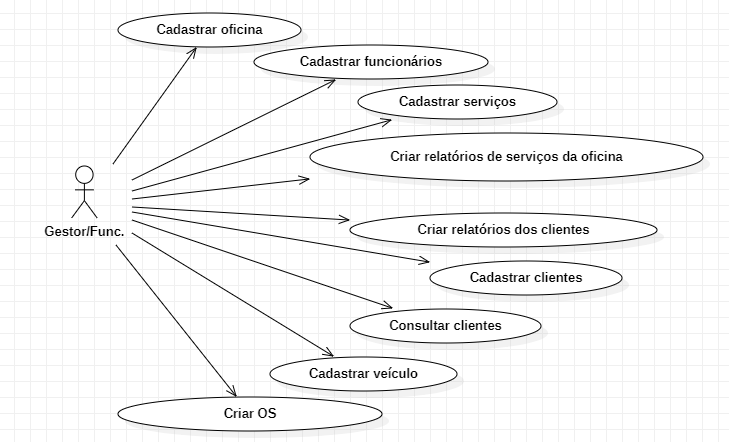 Cadastrar oficina
Cadastrar funcionários
Cadastrar serviços
Criar relatórios de serviços da oficina
Gestor/Func.
Criar relatórios dos clientes
Cadastrar clientes
Consultar clientes
Cadastrar veículo
Criar OS